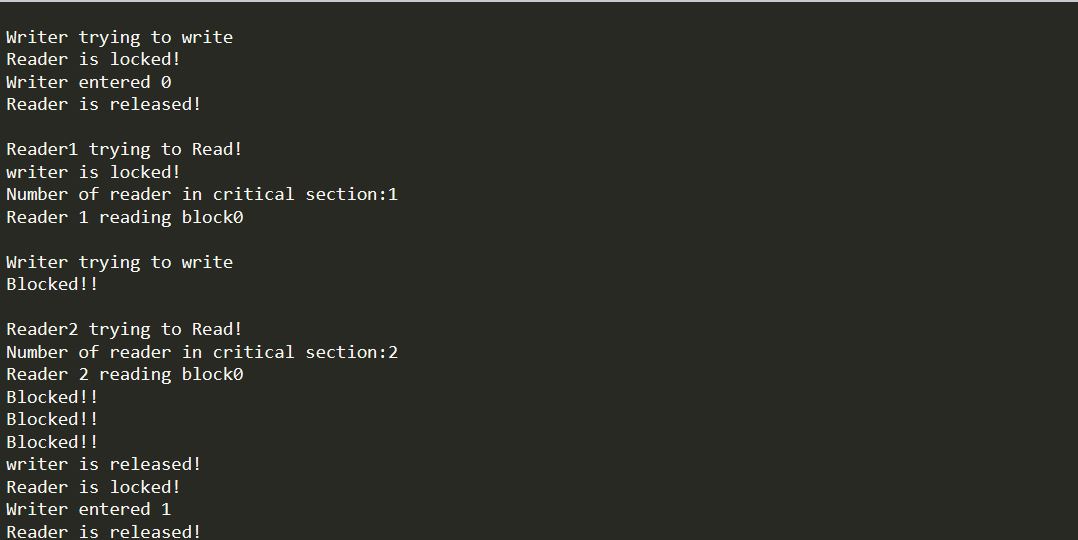 Writer trying to write
Reader is locked!
Writer entered 0
Reader is released!
Reader1 trying to Read!
writer is locked!
Number of reader in critical section:1
Reader 1 reading block0
Writer trying to write
Blocked!!
Reader2 trying to Read!
Number of reader in critical section:2
Reader 2 reading block0
Blocked!!
Blocked!!
Blocked!!
writer is released!
Reader is locked!
Writer entered 1
Reader is released!